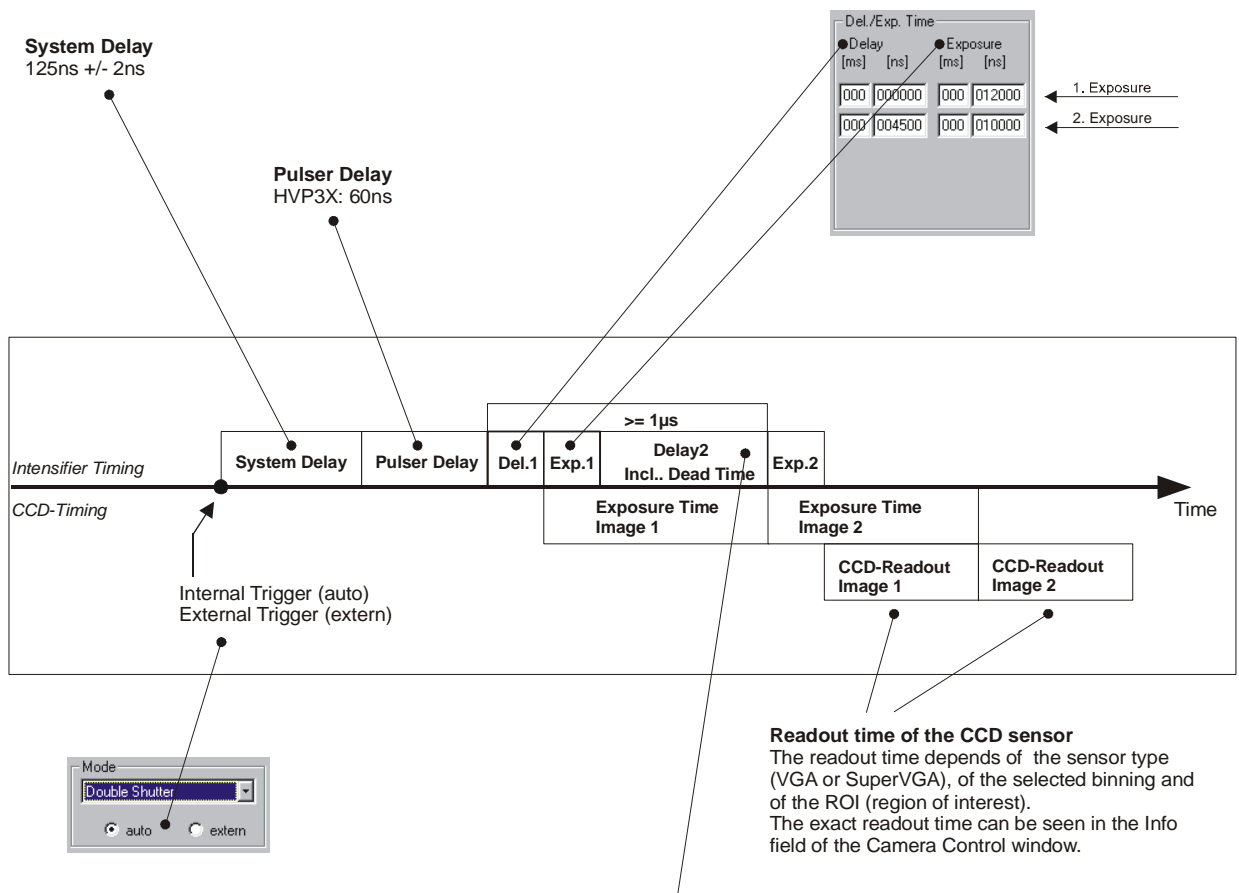 System Delay
125ns +/- 2ns
Del./Exp. Time
Delay Exposure
[ms] [ns] [ms] [ns]
000 000000 000 012000
1. Exposure
000 004500 000 010000
2. Exposure
Pulser Delay
HVP3X: 60ns
>= 1µs
Intensifier Timing
System Delay
Pulser Delay
Del.1
Exp.1
Delay2
Incl.. Dead Time
Exp.2
CCD-Timing
Exposure Time
Image 1
Exposure Time
Image 2
Time
CCD-Readout
Image 1
CCD-Readout
Image 2
Internal Trigger (auto)
External Trigger (extern)
Mode
Double Shutter
auto extern
Readout time of the CCD sensor
The readout time depends of the sensor type
(VGA or SuperVGA), of the selected binning and
of the ROI (region of interest).
The exact readout time can be seen in the Info
field of the Camera Control window.